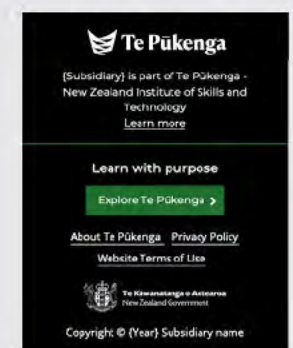 Te Pūkenga
{Subsidiary} is part of Te Pūkenga -
New Zealand Institute of Skills and
Technology
Learn more
Learn with purpose
Explore Te Pūkenga >
About Te Pūkenga Privacy Policy
Website Terms of Use
Te Kāwanatanga o Aotearoa
New Zealand Government
Copyright © {Year} Subsidiary name